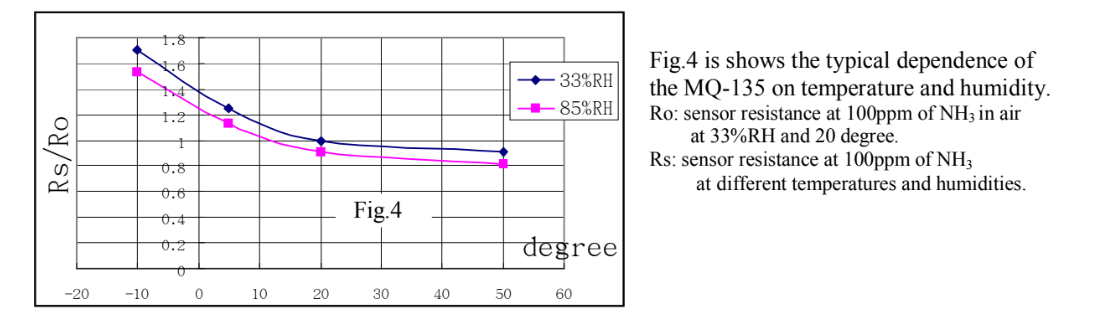 1.8
1.6
1.4
1.2
1
0.8
0.6
0.4
0.2
0
-20 -10 0 10 20 30 40 50 60
Rs/Ro
degree
Fig.4
33%RH
85%RH
Fig.4 is shows the typical dependence of
the MQ-135 on temperature and humidity.
Ro: sensor resistance at 100ppm of NH₃ in air
at 33%RH and 20 degree.
Rs: sensor resistance at 100ppm of NH₃
at different temperatures and humidities.